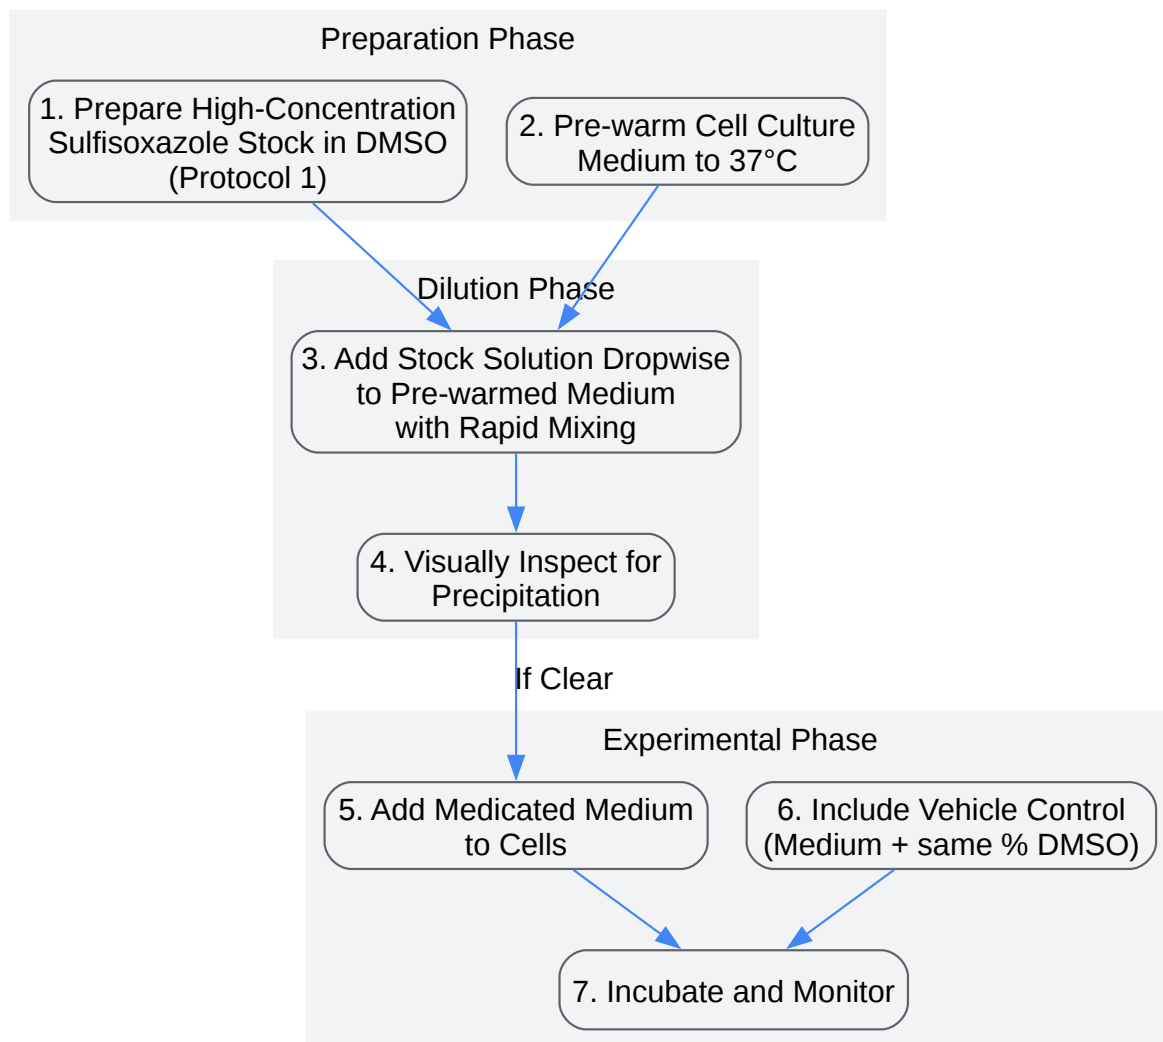 Preparation Phase
1. Prepare High-Concentration
Sulfisoxazole Stock in DMSO
(Protocol 1)
2. Pre-warm Cell Culture
Medium to 37°C
Dilution Phase
3. Add Stock Solution Dropwise
to Pre-warmed Medium
with Rapid Mixing
4. Visually Inspect for
Precipitation
If Clear
Experimental Phase
5. Add Medicated Medium
to Cells
6. Include Vehicle Control
(Medium + same % DMSO)
7. Incubate and Monitor